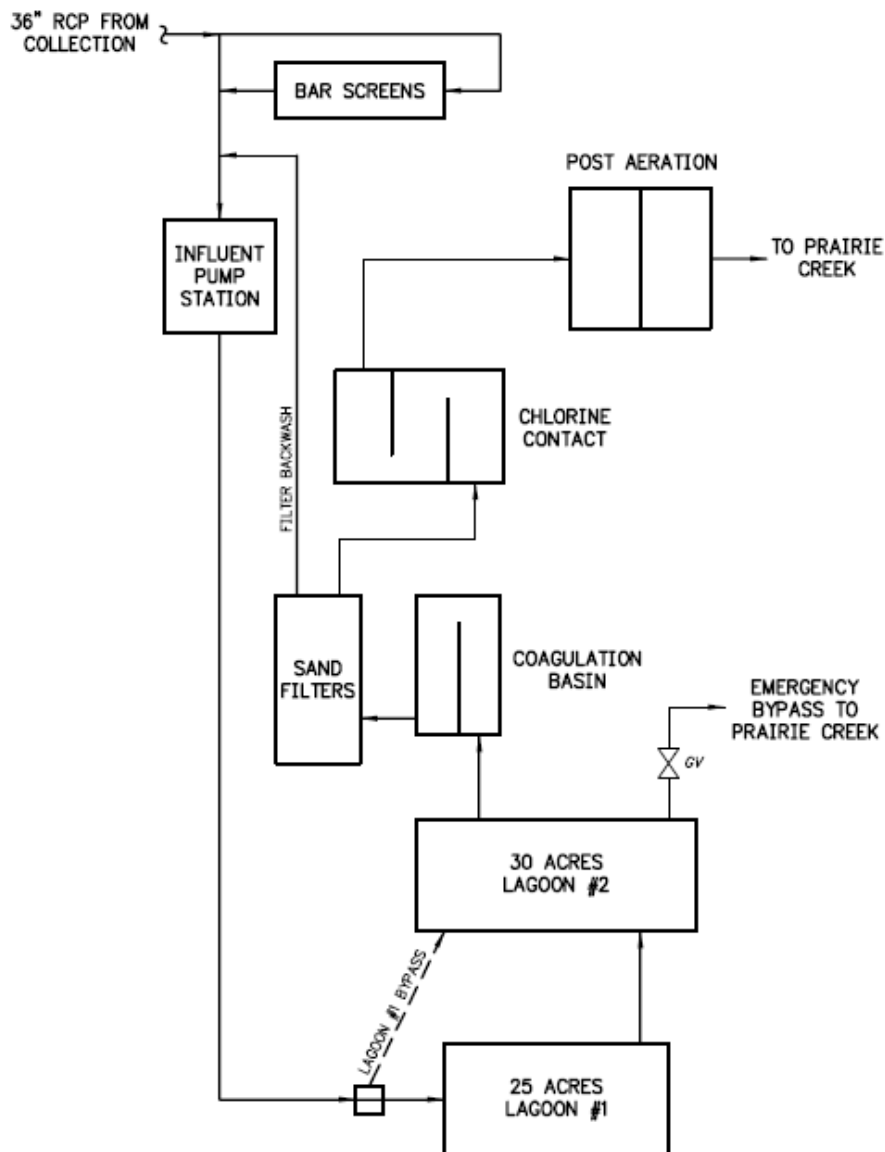 36" RCP FROM
COLLECTION
BAR SCREENS
POST AERATION
INFLUENT
PUMP
STATION
TO PRAIRIE
CREEK
CHLORINE
CONTACT
FILTER BACKWASH
SAND
FILTERS
COAGULATION
BASIN
EMERGENCY
BYPASS TO
PRAIRIE CREEK
GV
30 ACRES
LAGOON #2
LAGOON #1 BYPASS
25 ACRES
LAGOON #1